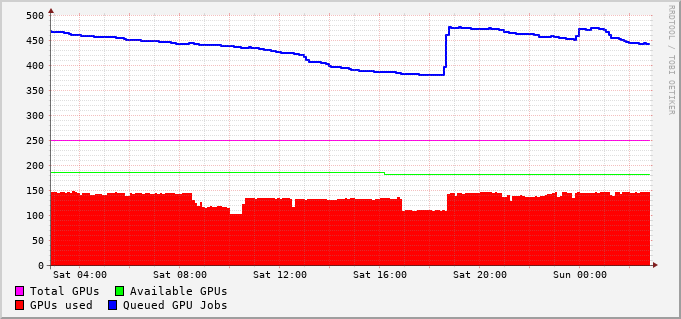 500
450
400
350
300
250
200
150
100
50
0
Sat 04:00 Sat 08:00 Sat 12:00 Sat 16:00 Sat 20:00 Sun 00:00
Total GPUs Available GPUs
GPUs used Queued GPU Jobs
RRDTOOL / TOBI OETIKER